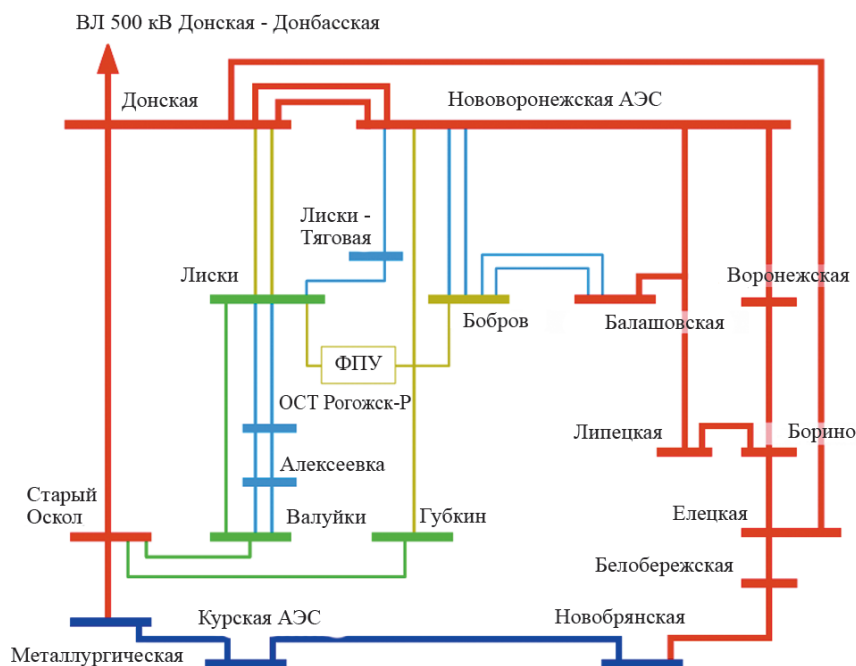 ВЛ 500 кВ Донская - Донбасская
Донская
Нововоронежская АЭС
Лиски -
Тяговая
Лиски
Воронежская
Бобров
Балашовская
ФПУ
ОСТ Рогожск-Р
Липецкая
Борино
Алексеевка
Старый
Оскол
Валуйки
Губкин
Елецкая
Белобережская
Курская АЭС
Новобрянская
Металлургическая